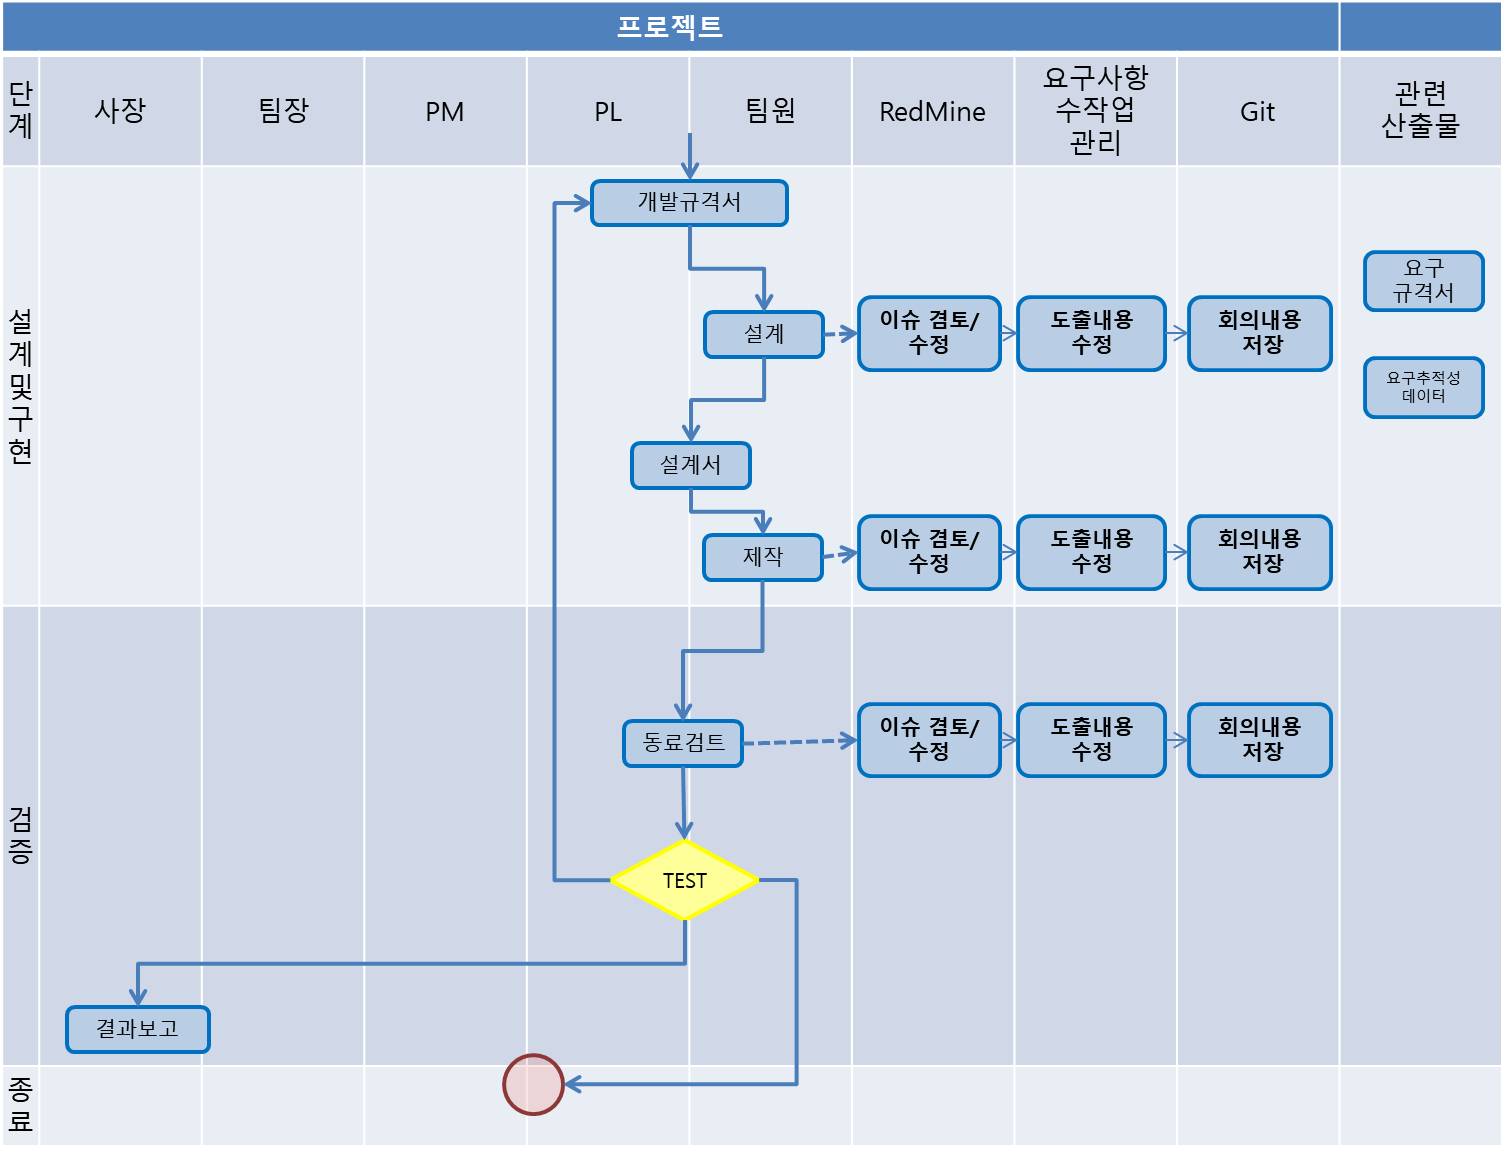 프로젝트
단
계
사장
팀장
PM
PL
팀원
RedMine
요구사항
수작업
관리
Git
관련
산출물
설
계
및
구
현
개발규격서
요구
규격서
설계
이슈 겸토/
수정
도출내용
수정
회의내용
저장
요구추적성
데이터
설계서
제작
이슈 겸토/
수정
도출내용
수정
회의내용
저장
검
증
동료검트
이슈 겸토/
수정
도출내용
수정
회의내용
저장
TEST
결과보고
종
료